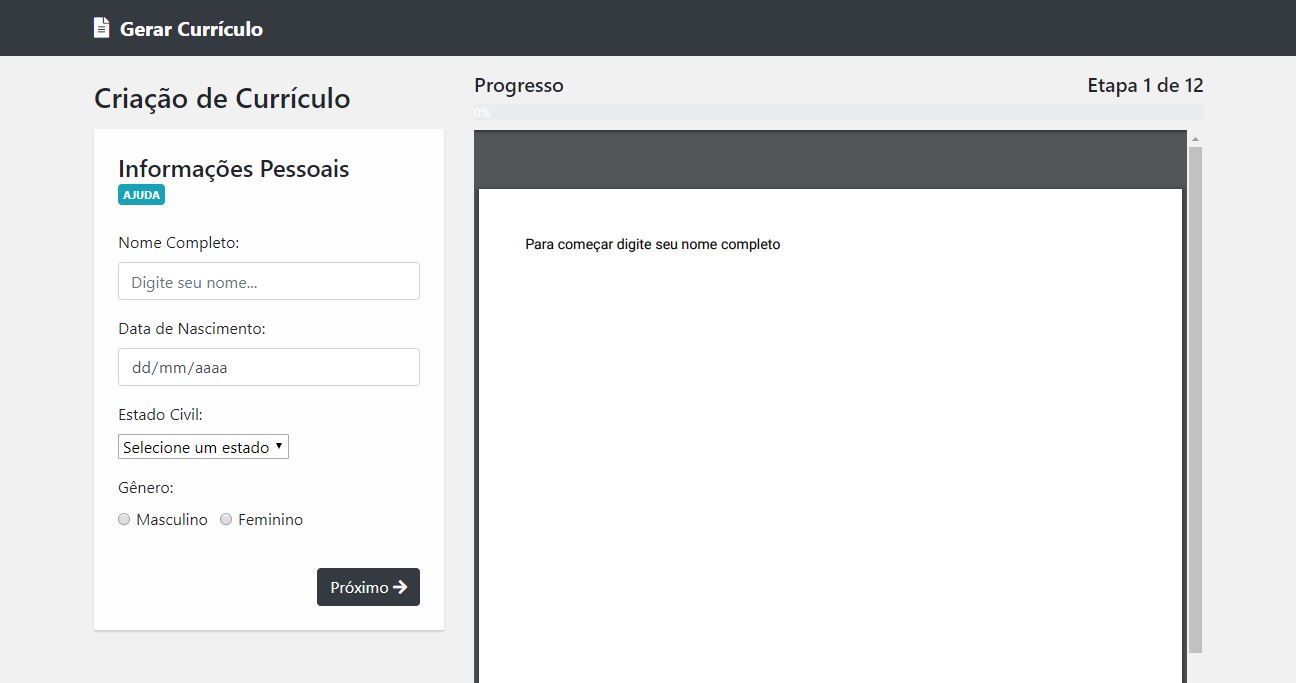 Gerar Currículo
Criação de Currículo
Informações Pessoais
AJUDA
Nome Completo:
Digite seu nome...
Data de Nascimento:
dd/mm/aaaa
Estado Civil:
Selecione um estado
Gênero:
Masculino Feminino
Próximo
Progresso Etapa 1 de 12
0%
Para começar digite seu nome completo